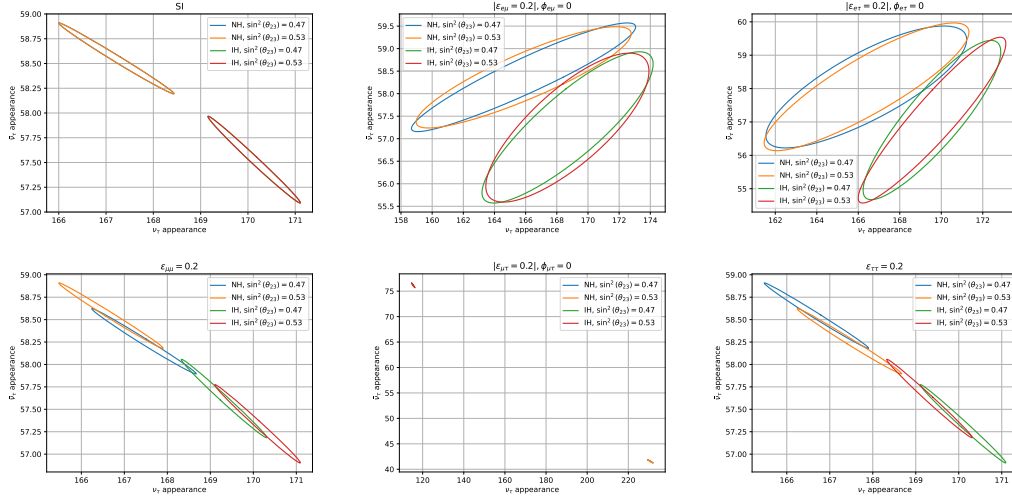 SI
59.00
58.75
58.50
58.25
58.00
57.75
57.50
57.25
57.00
166
167
168
169
170
171
ν̄τ appearance
ντ appearance
NH, sin²(θ₂₃) = 0.47
NH, sin²(θ₂₃) = 0.53
IH, sin²(θ₂₃) = 0.47
IH, sin²(θ₂₃) = 0.53
|εeμ = 0.2|, ϕeμ = 0
59.5
59.0
58.5
58.0
57.5
57.0
56.5
56.0
55.5
158
160
162
164
166
168
170
172
174
ν̄τ appearance
ντ appearance
NH, sin²(θ₂₃) = 0.47
NH, sin²(θ₂₃) = 0.53
IH, sin²(θ₂₃) = 0.47
IH, sin²(θ₂₃) = 0.53
|εeτ = 0.2|, ϕeτ = 0
60
59
58
57
56
55
162
164
166
168
170
172
ν̄τ appearance
ντ appearance
NH, sin²(θ₂₃) = 0.47
NH, sin²(θ₂₃) = 0.53
IH, sin²(θ₂₃) = 0.47
IH, sin²(θ₂₃) = 0.53
εμμ = 0.2
59.00
58.75
58.50
58.25
58.00
57.75
57.50
57.25
57.00
166
167
168
169
170
171
ν̄τ appearance
ντ appearance
NH, sin²(θ₂₃) = 0.47
NH, sin²(θ₂₃) = 0.53
IH, sin²(θ₂₃) = 0.47
IH, sin²(θ₂₃) = 0.53
|εμτ = 0.2|, ϕμτ = 0
75
70
65
60
55
50
45
40
120
140
160
180
200
220
ν̄τ appearance
ντ appearance
NH, sin²(θ₂₃) = 0.47
NH, sin²(θ₂₃) = 0.53
IH, sin²(θ₂₃) = 0.47
IH, sin²(θ₂₃) = 0.53
εττ = 0.2
59.00
58.75
58.50
58.25
58.00
57.75
57.50
57.25
57.00
166
167
168
169
170
171
ν̄τ appearance
ντ appearance
NH, sin²(θ₂₃) = 0.47
NH, sin²(θ₂₃) = 0.53
IH, sin²(θ₂₃) = 0.47
IH, sin²(θ₂₃) = 0.53